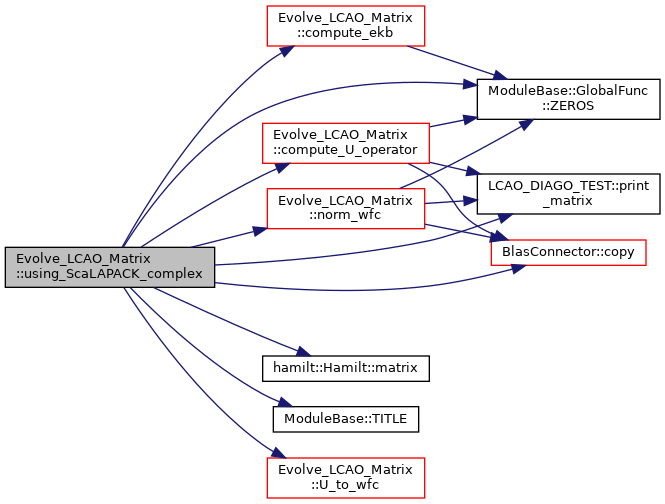 Evolve_LCAO_Matrix
::compute_ekb
ModuleBase::GlobalFunc
::ZEROS
Evolve_LCAO_Matrix
::compute_U_operator
LCAO_DIAGO_TEST::print
_matrix
Evolve_LCAO_Matrix
::norm_wfc
BlasConnector::copy
Evolve_LCAO_Matrix
::using_ScaLAPACK_complex
hamilt::Hamilt::matrix
ModuleBase::TITLE
Evolve_LCAO_Matrix
::U_to_wfc